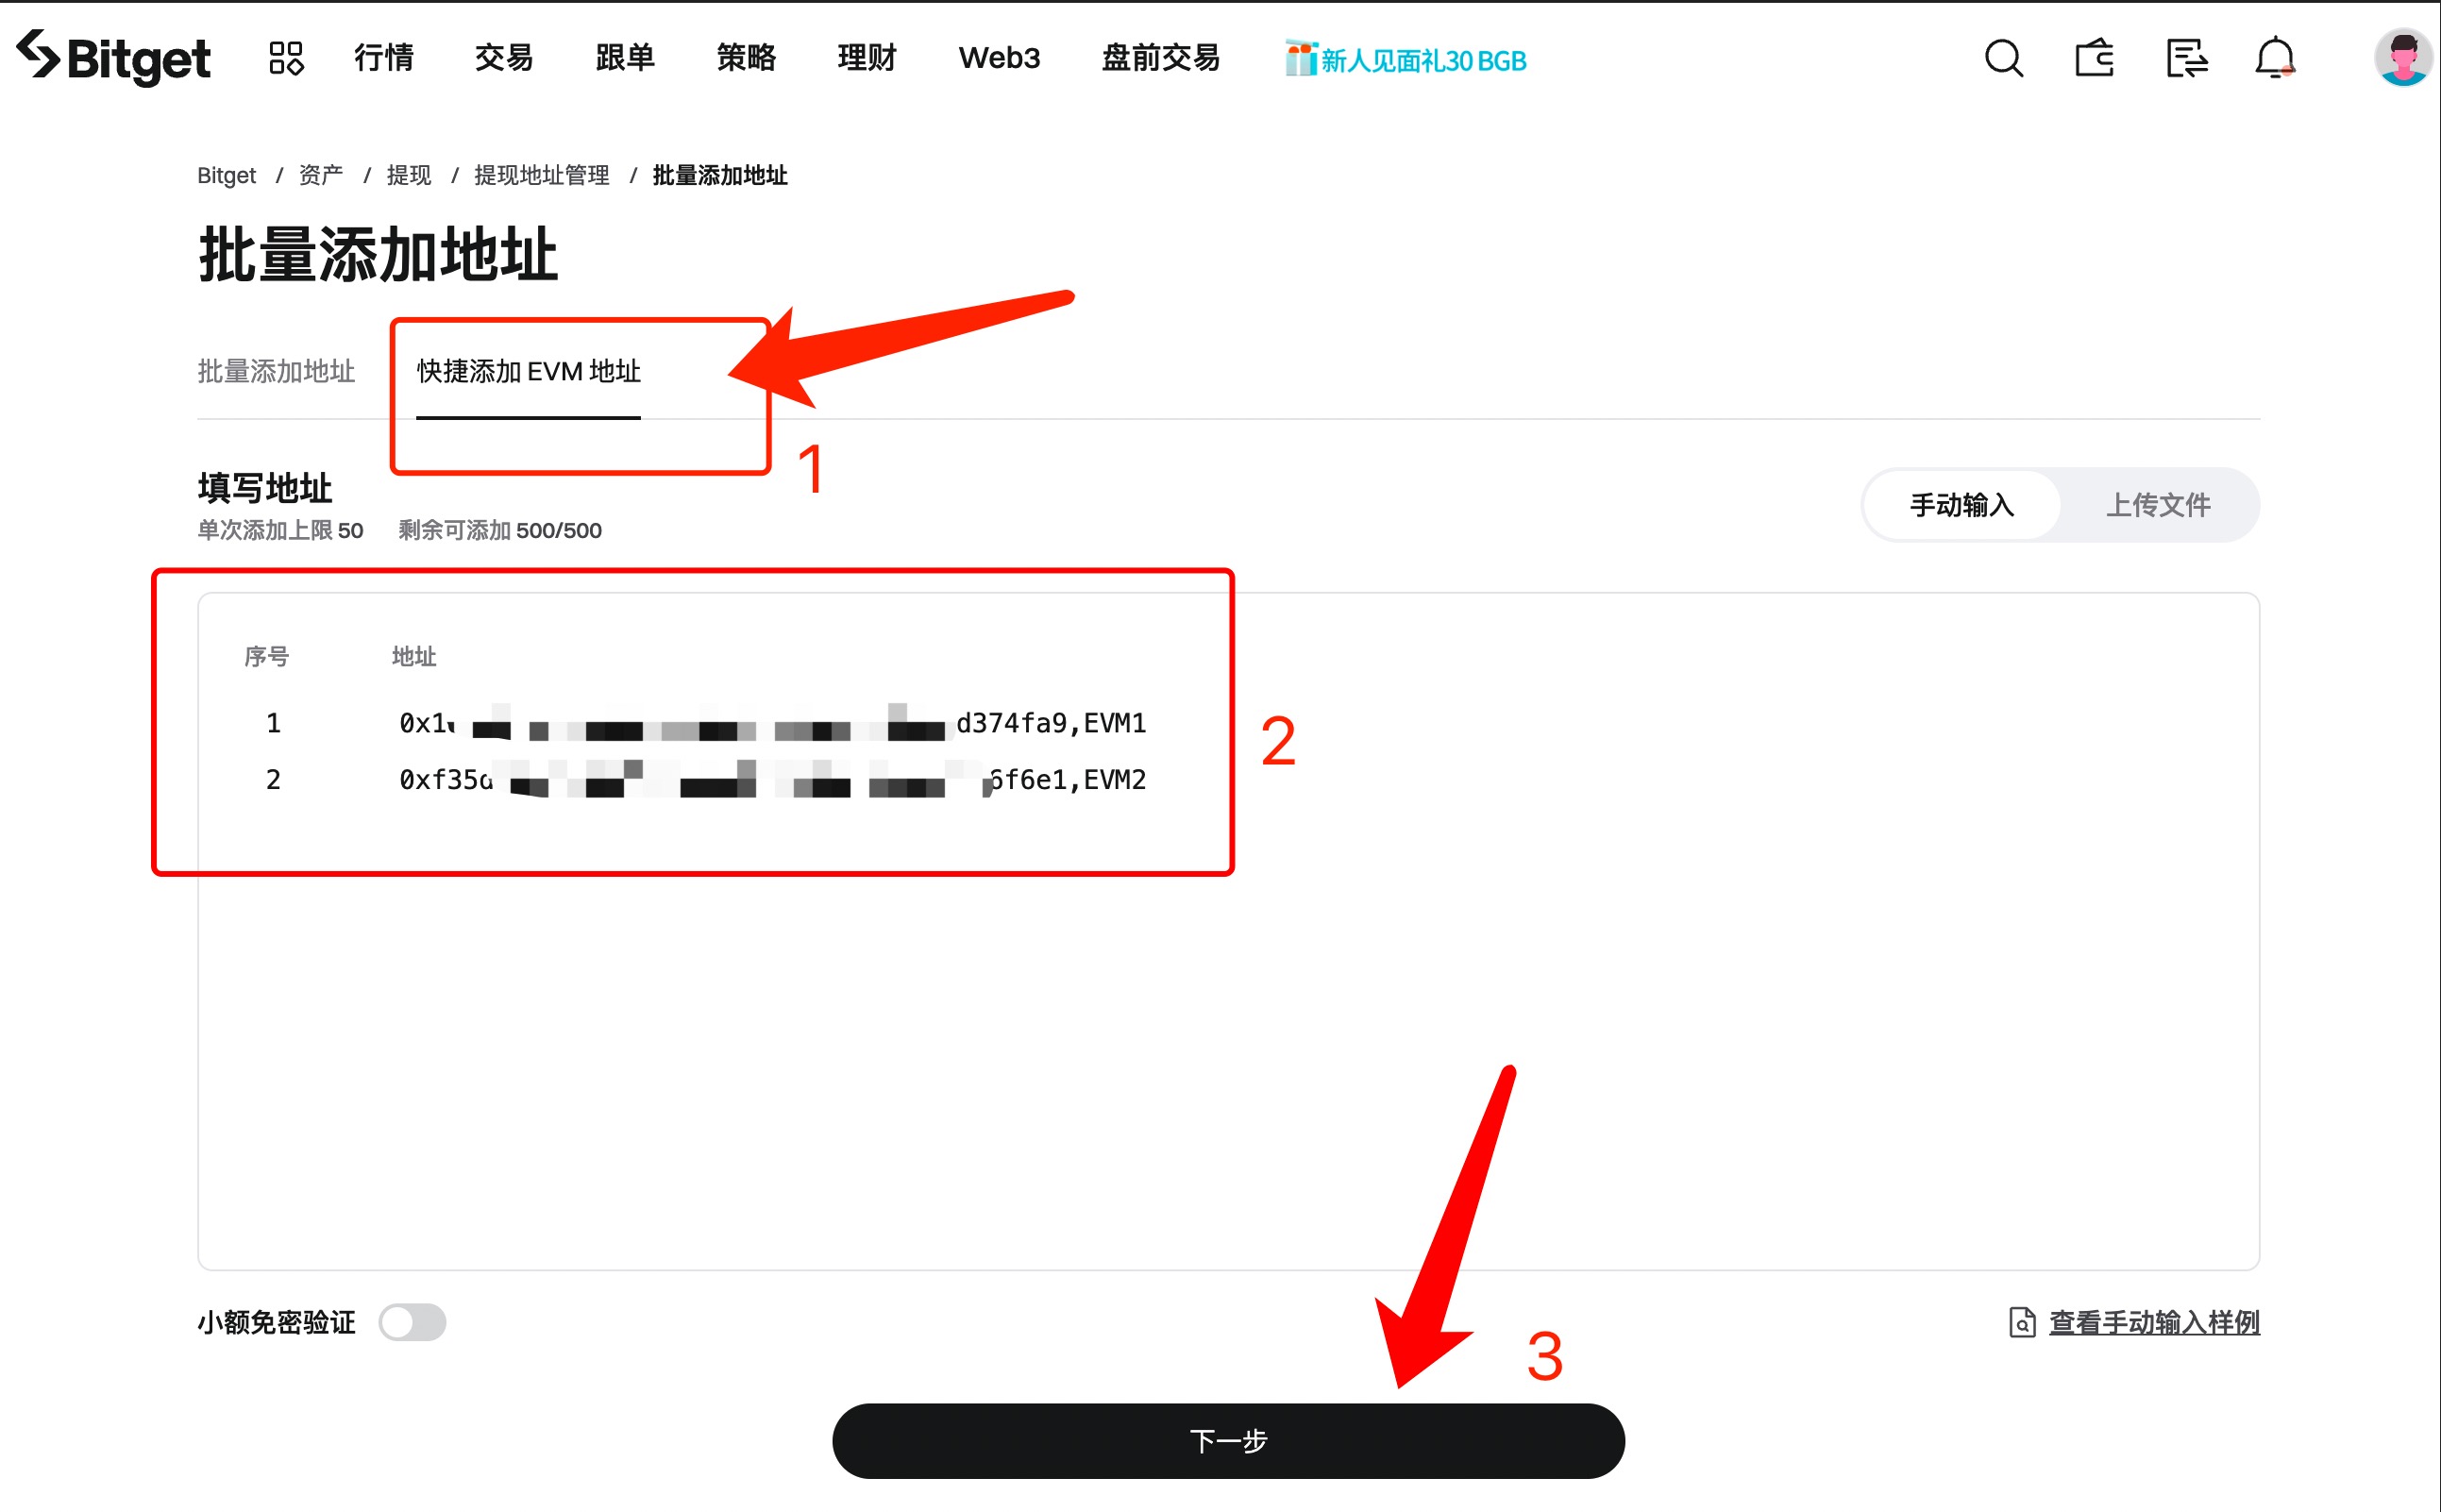 Bitget 行情 交易 跟单 策略 理财 Web3 盘前交易 新人见面礼30 BGB
Bitget / 资产 / 提现 / 提现地址管理 / 批量添加地址
批量添加地址
批量添加地址 快捷添加 EVM 地址
1
填写地址
单次添加上限 50 剩余可添加 500/500
手动输入 上传文件
序号 地址
1 0x1 d374fa9,EVM1
2 0xf35d 6f6e1,EVM2
2
小额免密验证
查看手动输入样例
3
下一步